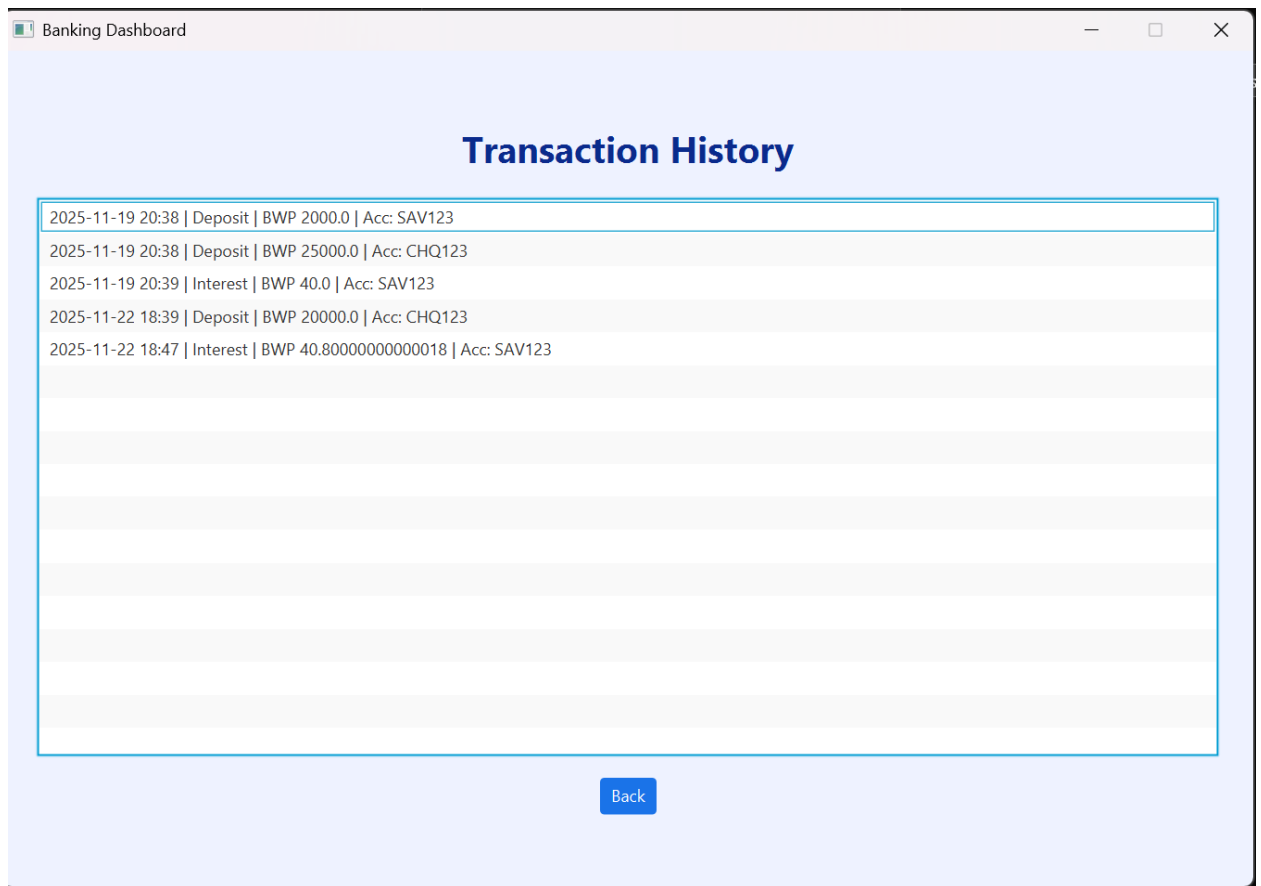 Banking Dashboard
Transaction History
2025-11-19 20:38 | Deposit | BWP 2000.0 | Acc: SAV123
2025-11-19 20:38 | Deposit | BWP 25000.0 | Acc: CHQ123
2025-11-19 20:39 | Interest | BWP 40.0 | Acc: SAV123
2025-11-22 18:39 | Deposit | BWP 20000.0 | Acc: CHQ123
2025-11-22 18:47 | Interest | BWP 40.80000000000018 | Acc: SAV123
Back